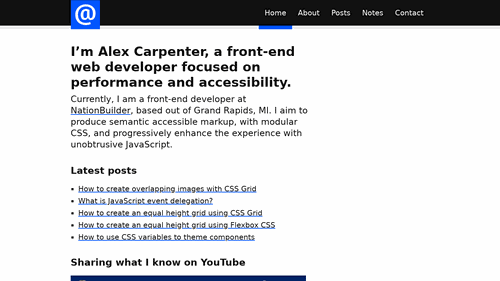 @
Home About Posts Notes Contact
I’m Alex Carpenter, a front-end
web developer focused on
performance and accessibility.
Currently, I am a front-end developer at
NationBuilder, based out of Grand Rapids, MI. I aim to
produce semantic accessible markup, with modular
CSS, and progressively enhance the experience with
unobtrusive JavaScript.
Latest posts
How to create overlapping images with CSS Grid
What is JavaScript event delegation?
How to create an equal height grid using CSS Grid
How to create an equal height grid using Flexbox CSS
How to use CSS variables to theme components
Sharing what I know on YouTube